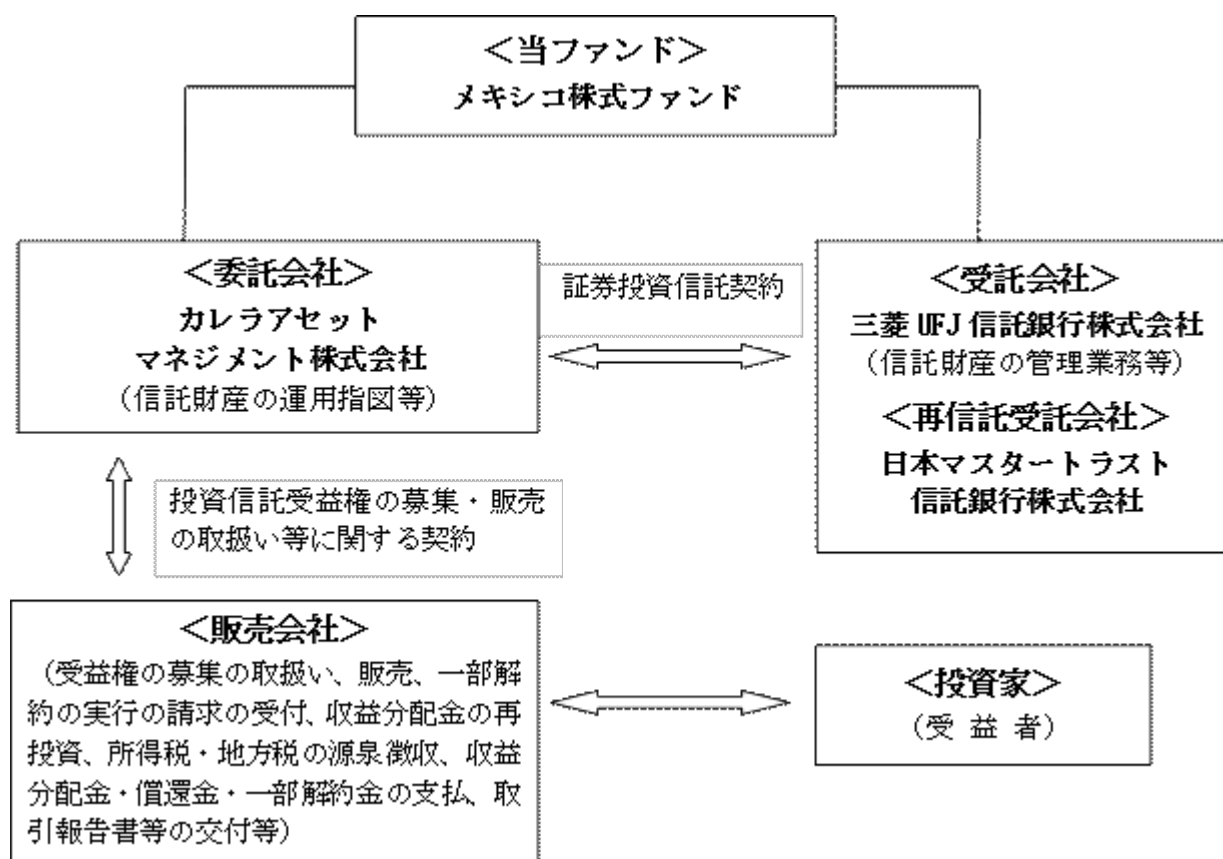 ＜当ファンド＞
メキシコ株式ファンド
＜委託会社＞
カレラアセット
マネジメント株式会社
（信託財産の運用指図等）
証券投資信託契約
＜受託会社＞
三菱 UFJ 信託銀行株式会社
（信託財産の管理業務等）
＜再信託受託会社＞
日本マスタートラスト
信託銀行株式会社
投資信託受益権の募集・販売
の取扱い等に関する契約
＜販売会社＞
（受益権の募集の取扱い、販売、一部解
約の実行の請求の受付、収益分配金の再
投資、所得税・地方税の源泉徴収、収益
分配金・償還金・一部解約金の支払、取
引報告書等の交付等）
＜投資家＞
（受 益 者）